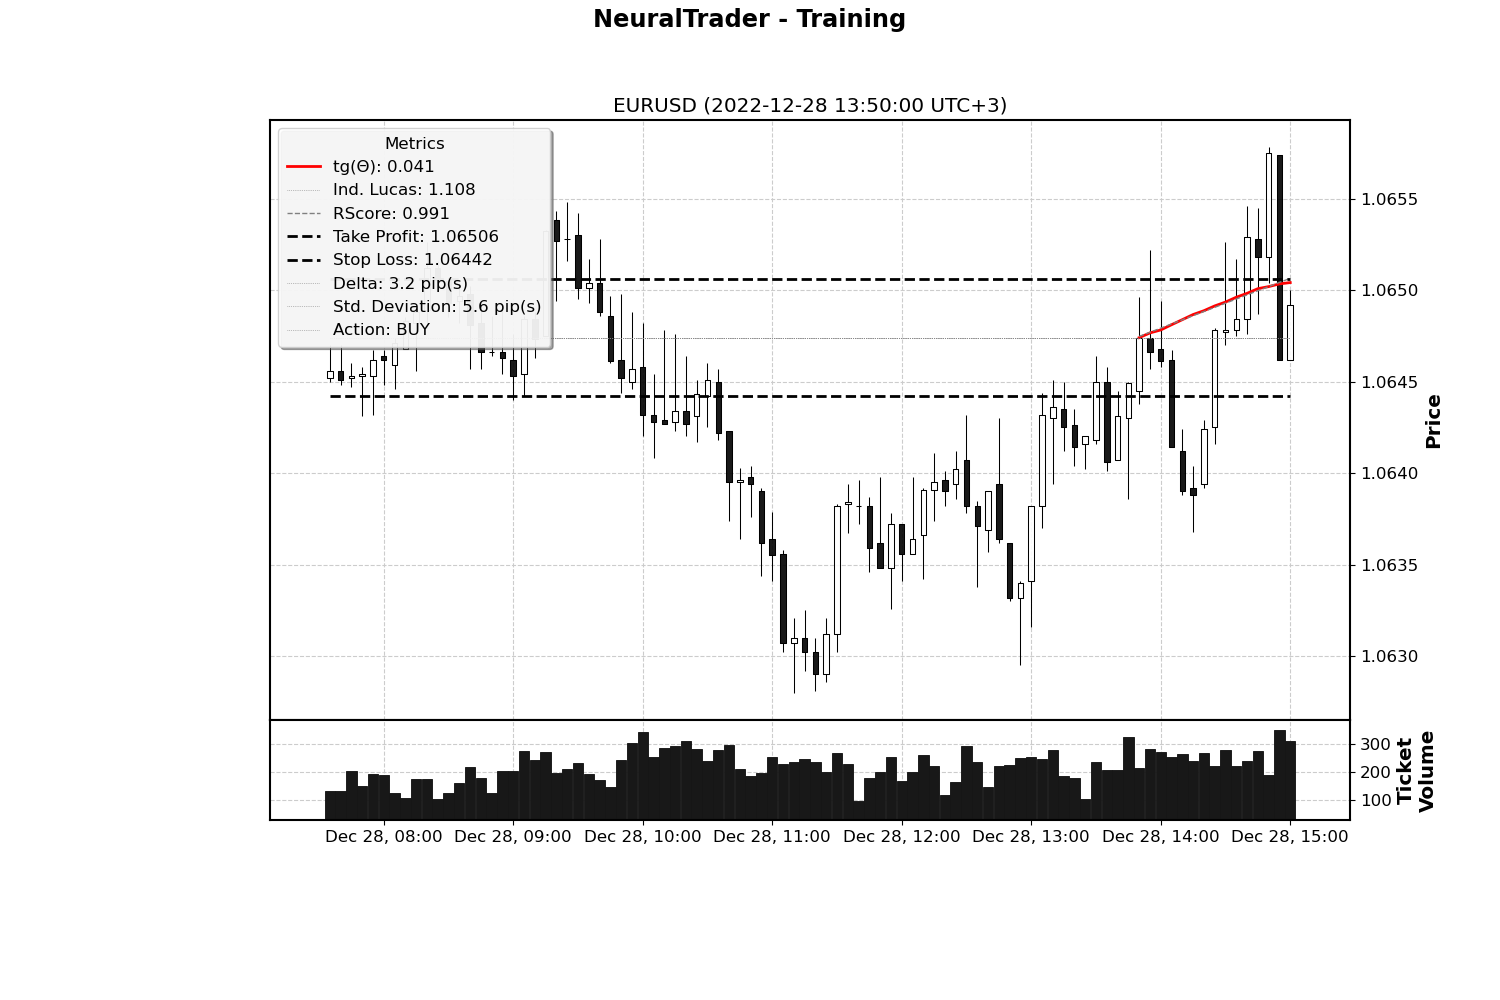 NeuralTrader - Training
EURUSD (2022-12-28 13:50:00 UTC+3)
Metrics
tg(Θ): 0.041
Ind. Lucas: 1.108
RScore: 0.991
Take Profit: 1.06506
Stop Loss: 1.06442
Delta: 3.2 pip(s)
Std. Deviation: 5.6 pip(s)
Action: BUY
1.0655
1.0650
1.0645
1.0640
1.0635
1.0630
Price
300
200
100
Ticket
Volume
Dec 28, 08:00 Dec 28, 09:00 Dec 28, 10:00 Dec 28, 11:00 Dec 28, 12:00 Dec 28, 13:00 Dec 28, 14:00 Dec 28, 15:00